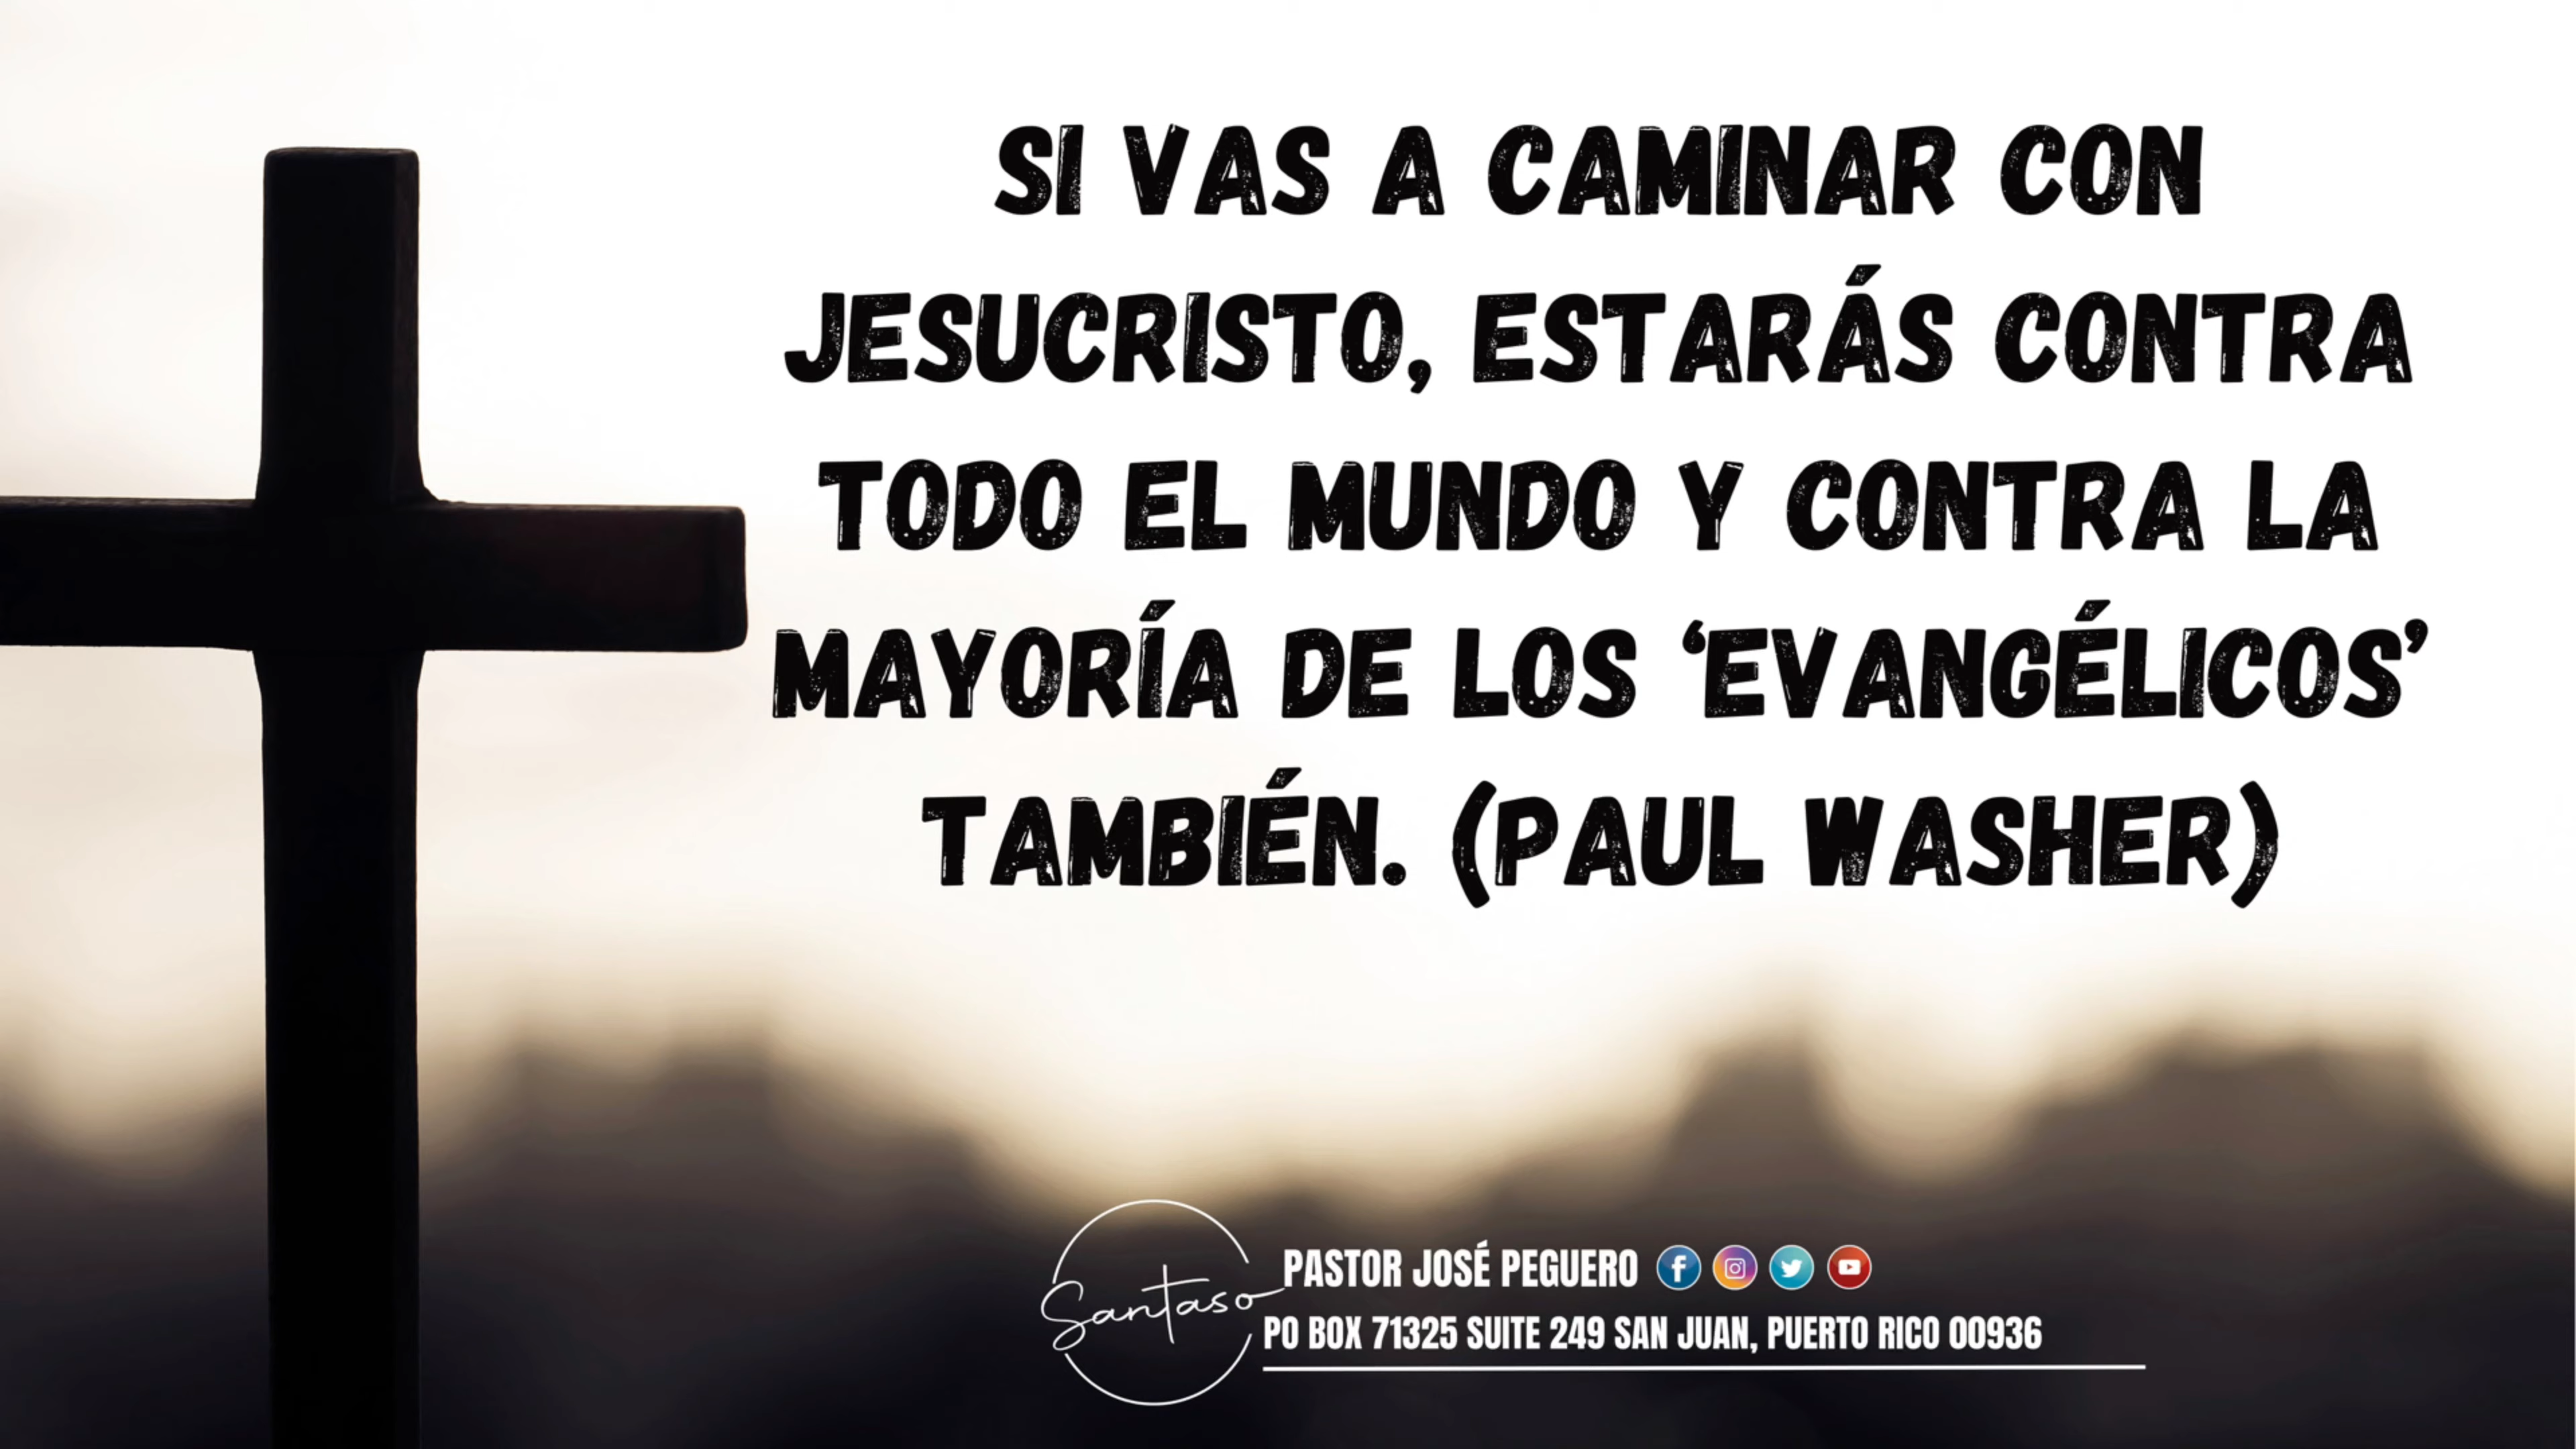 SI VAS A CAMINAR CON
JESUCRISTO, ESTARÁS CONTRA
TODO EL MUNDO Y CONTRA LA
MAYORÍA DE LOS ‘EVANGÉLICOS’
TAMBIÉN. (PAUL WASHER)
Santaso
PASTOR JOSÉ PEGUERO
PO BOX 71325 SUITE 249 SAN JUAN, PUERTO RICO 00936